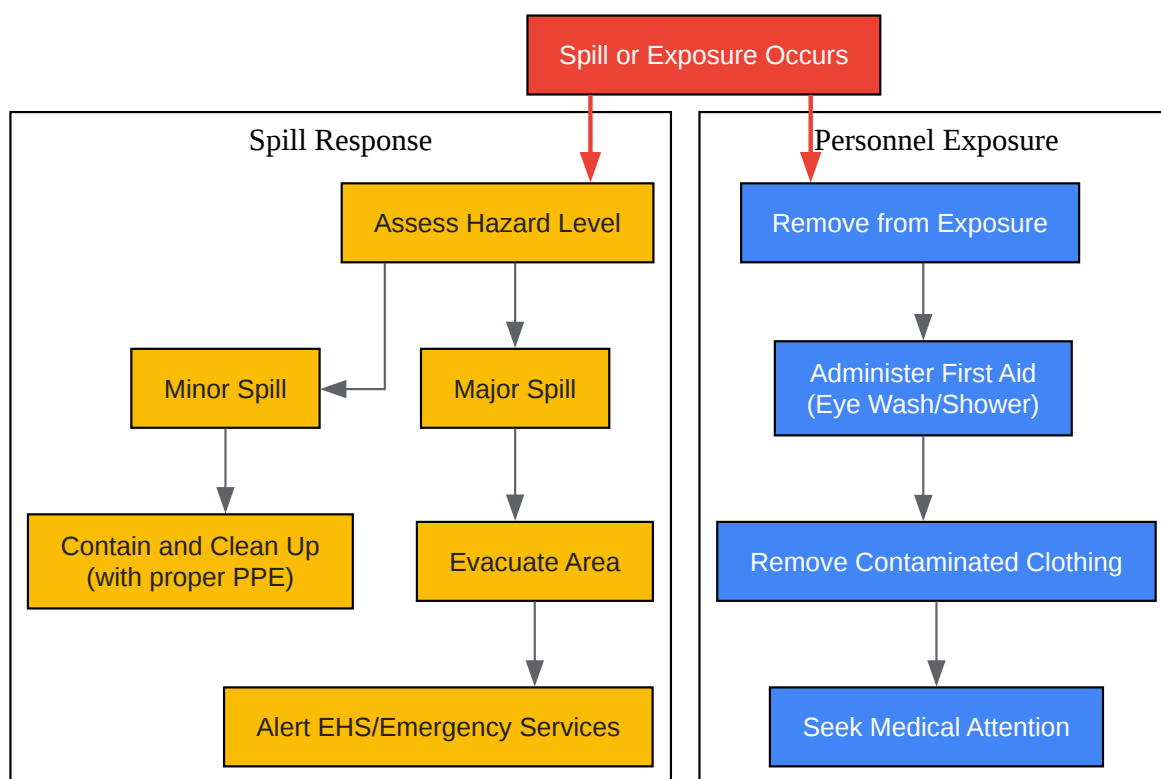 Spill or Exposure Occurs
Spill Response
Assess Hazard Level
Minor Spill
Major Spill
Contain and Clean Up
(with proper PPE)
Evacuate Area
Alert EHS/Emergency Services
Personnel Exposure
Remove from Exposure
Administer First Aid
(Eye Wash/Shower)
Remove Contaminated Clothing
Seek Medical Attention